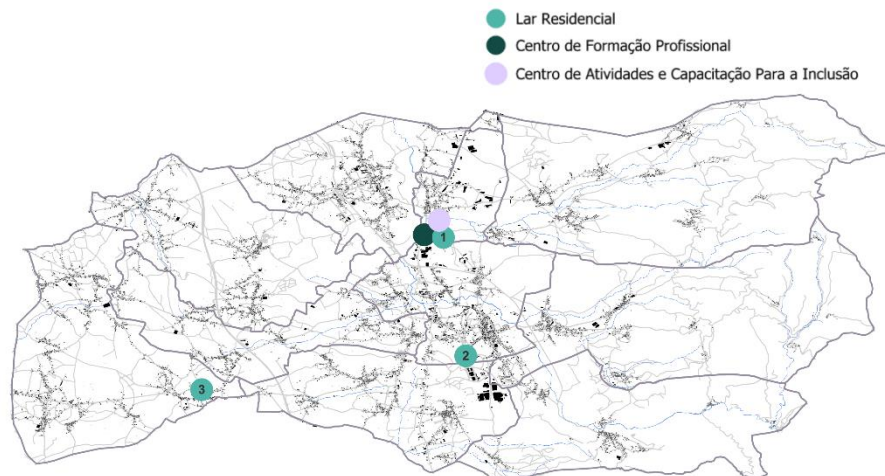 Lar Residencial
Centro de Formação Profissional
Centro de Atividades e Capacitação Para a Inclusão
1
2
3